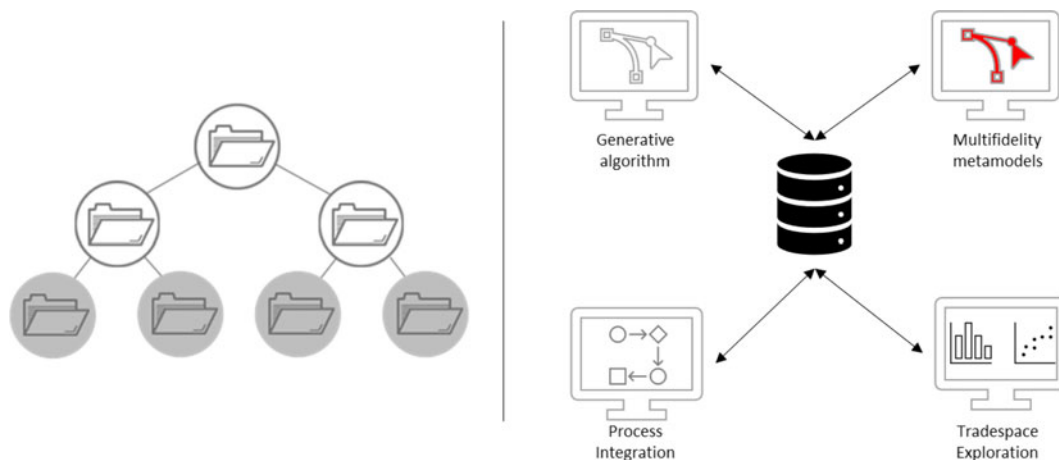 Generative
algorithm
Multifidelity
metamodels
Process
Integration
Tradespace
Exploration